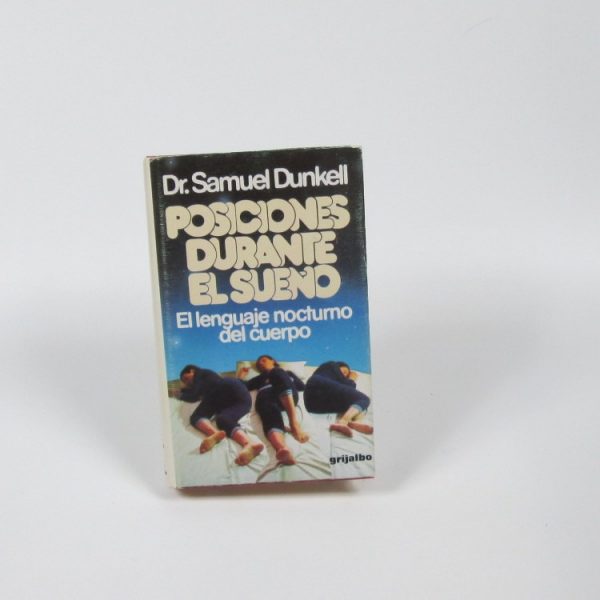 Dr. Samuel Dunkell
POSICIONES
DURANTE
EL SUEÑO
El lenguaje nocturno
del cuerpo
grijalbo